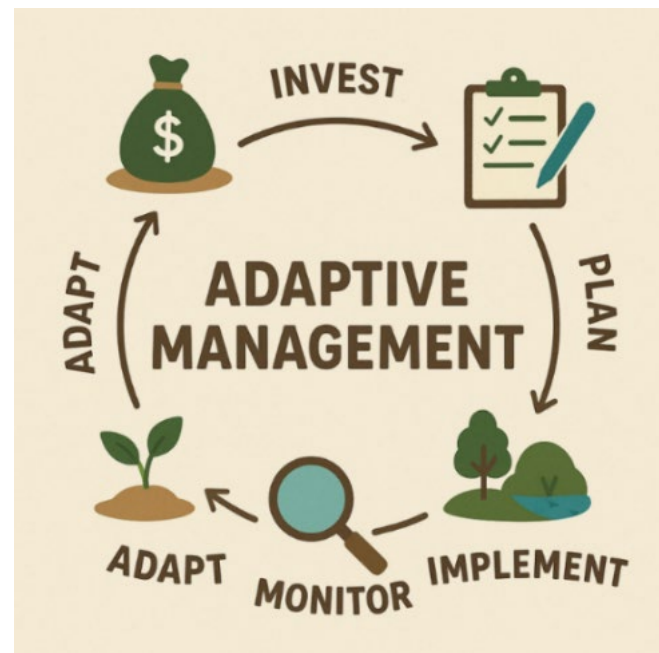 INVEST
$
ADAPT
PLAN
ADAPTIVE
MANAGEMENT
ADAPT
MONITOR
IMPLEMENT